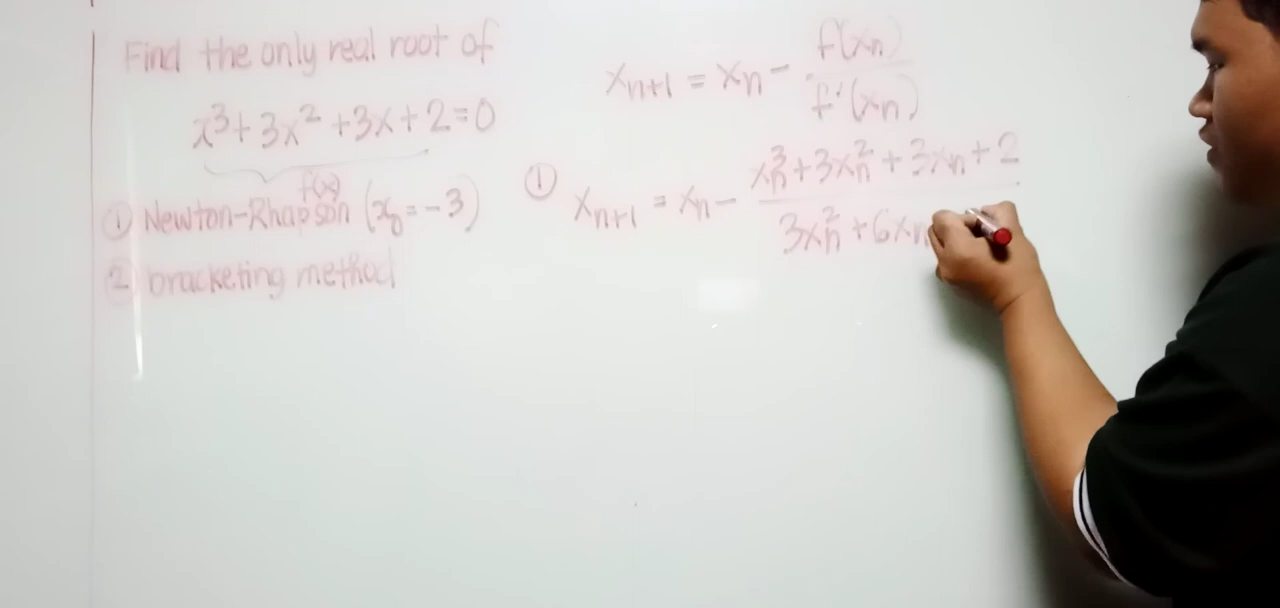 Find the only real root of
x³ + 3x² + 3x + 2 = 0
f(x)
① Newton-Rhapson (x₀ = -3)
② bracketing method
xₙ₊₁ = xₙ - f(xₙ) / f'(xₙ)
① xₙ₊₁ = xₙ - (xₙ³ + 3xₙ² + 3xₙ + 2) / (3xₙ² + 6xₙ